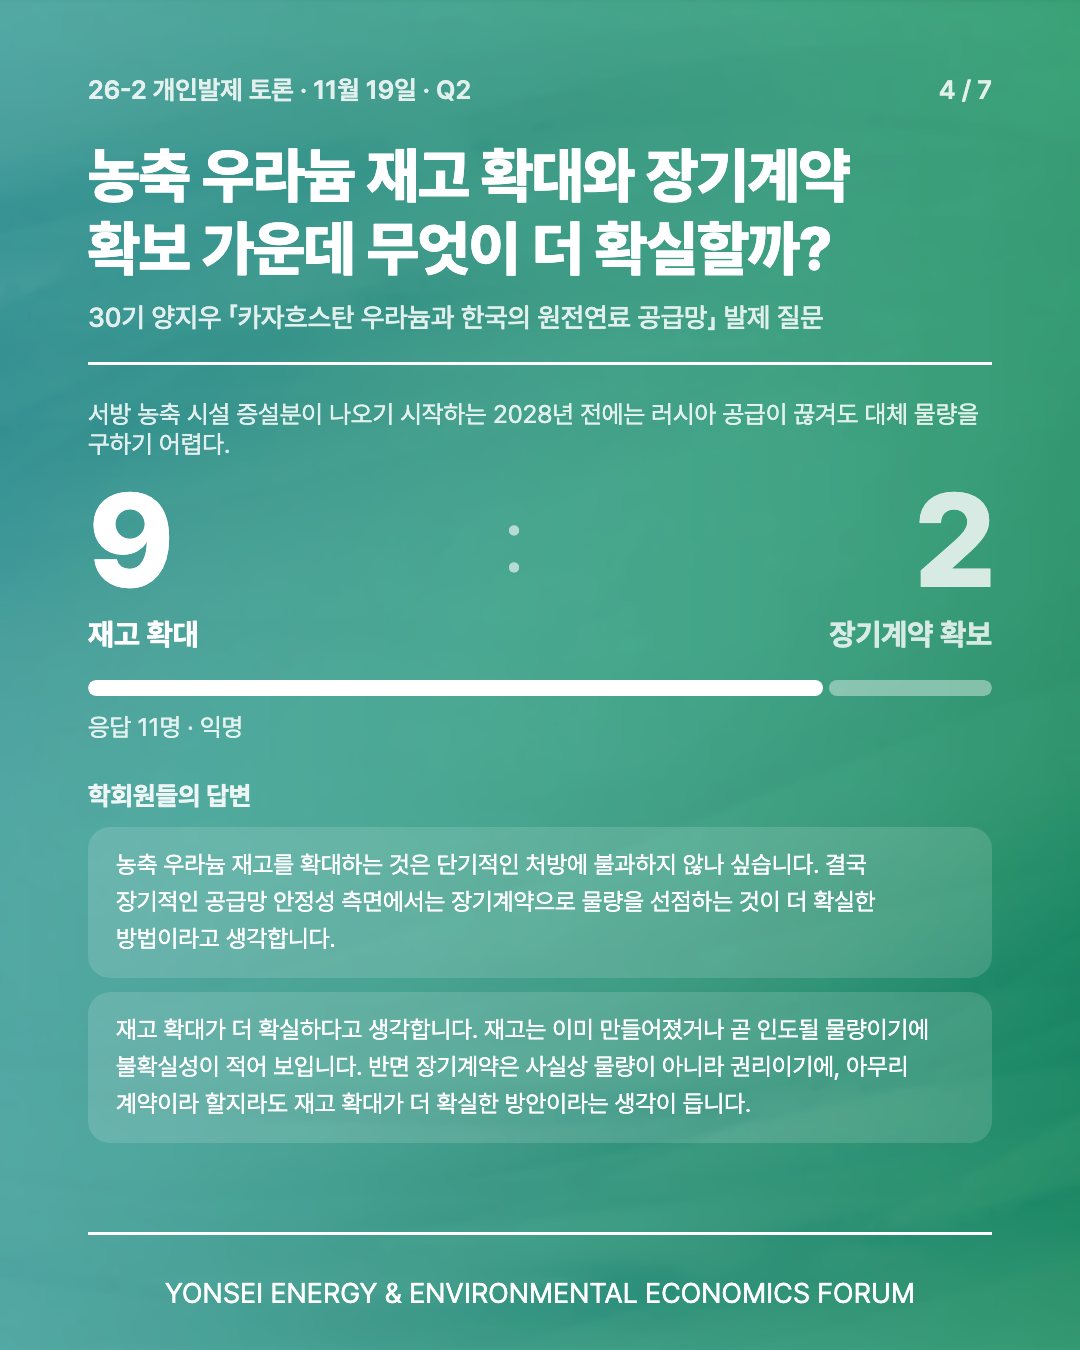 26-2 개인발제 토론 · 11월 19일 · Q2
4 / 7
농축 우라늄 재고 확대와 장기계약
확보 가운데 무엇이 더 확실할까?
30기 양지우 「카자흐스탄 우라늄과 한국의 원전연료 공급망」 발제 질문
서방 농축 시설 증설분이 나오기 시작하는 2028년 전에는 러시아 공급이 끊겨도 대체 물량을
구하기 어렵다.
9 : 2
재고 확대
장기계약 확보
응답 11명 · 익명
학회원들의 답변
농축 우라늄 재고를 확대하는 것은 단기적인 처방에 불과하지 않나 싶습니다. 결국
장기적인 공급망 안정성 측면에서는 장기계약으로 물량을 선점하는 것이 더 확실한
방법이라고 생각합니다.
재고 확대가 더 확실하다고 생각합니다. 재고는 이미 만들어졌거나 곧 인도될 물량이기에
불확실성이 적어 보입니다. 반면 장기계약은 사실상 물량이 아니라 권리이기에, 아무리
계약이라 할지라도 재고 확대가 더 확실한 방안이라는 생각이 듭니다.
YONSEI ENERGY & ENVIRONMENTAL ECONOMICS FORUM